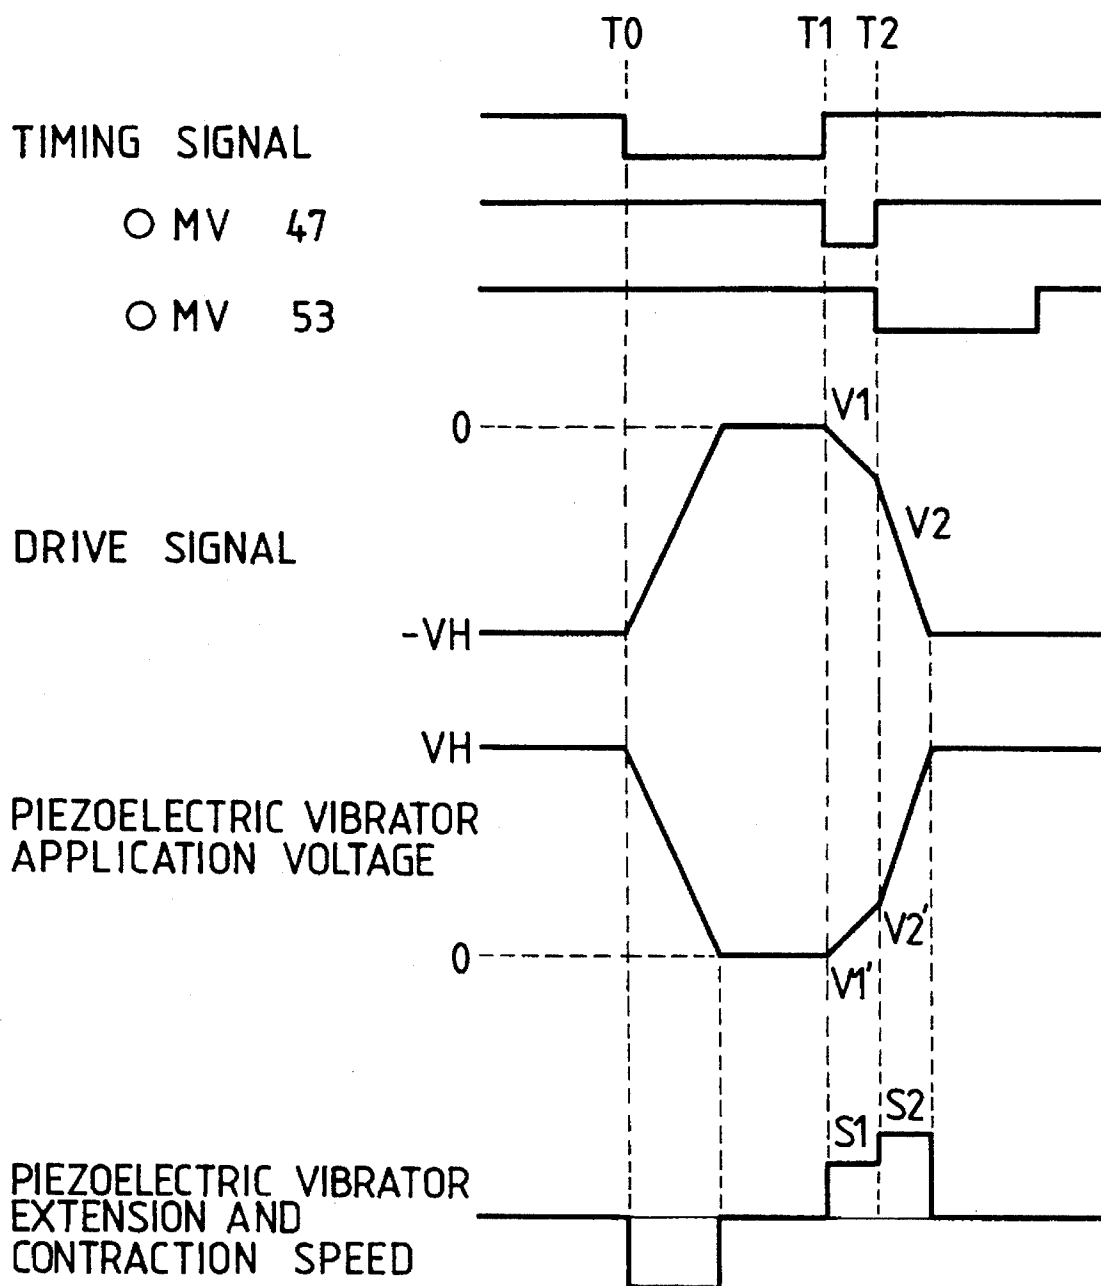 T0 T1 T2
TIMING SIGNAL
○ MV 47
○ MV 53
V1
0
V2
DRIVE SIGNAL
-VH
VH
PIEZOELECTRIC VIBRATOR
APPLICATION VOLTAGE
V2'
0
V1'
S2
S1
PIEZOELECTRIC VIBRATOR
EXTENSION AND
CONTRACTION SPEED